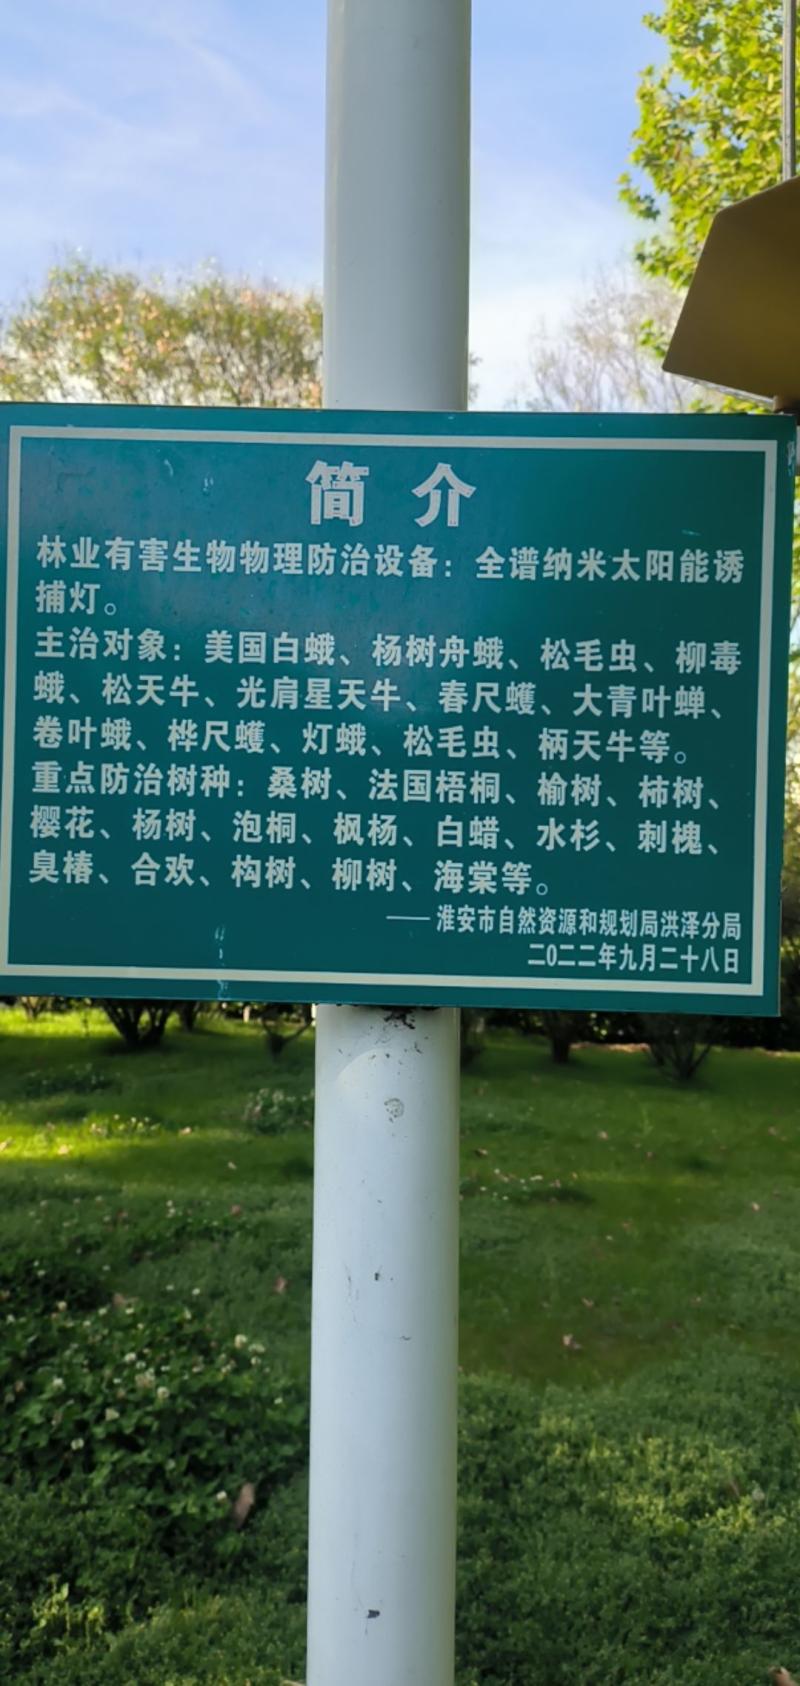 简介
林业有害生物物理防治设备：全谱纳米太阳能诱
捕灯。
主治对象：美国白蛾、杨树舟蛾、松毛虫、柳毒
蛾、松天牛、光肩星天牛、春尺蠖、大青叶蝉、
卷叶蛾、桦尺蠖、灯蛾、松毛虫、柄天牛等。
重点防治树种：桑树、法国梧桐、榆树、柿树、
樱花、杨树、泡桐、枫杨、白蜡、水杉、刺槐、
臭椿、合欢、构树、柳树、海棠等。
——淮安市自然资源和规划局洪泽分局
二0二二年九月二十八日